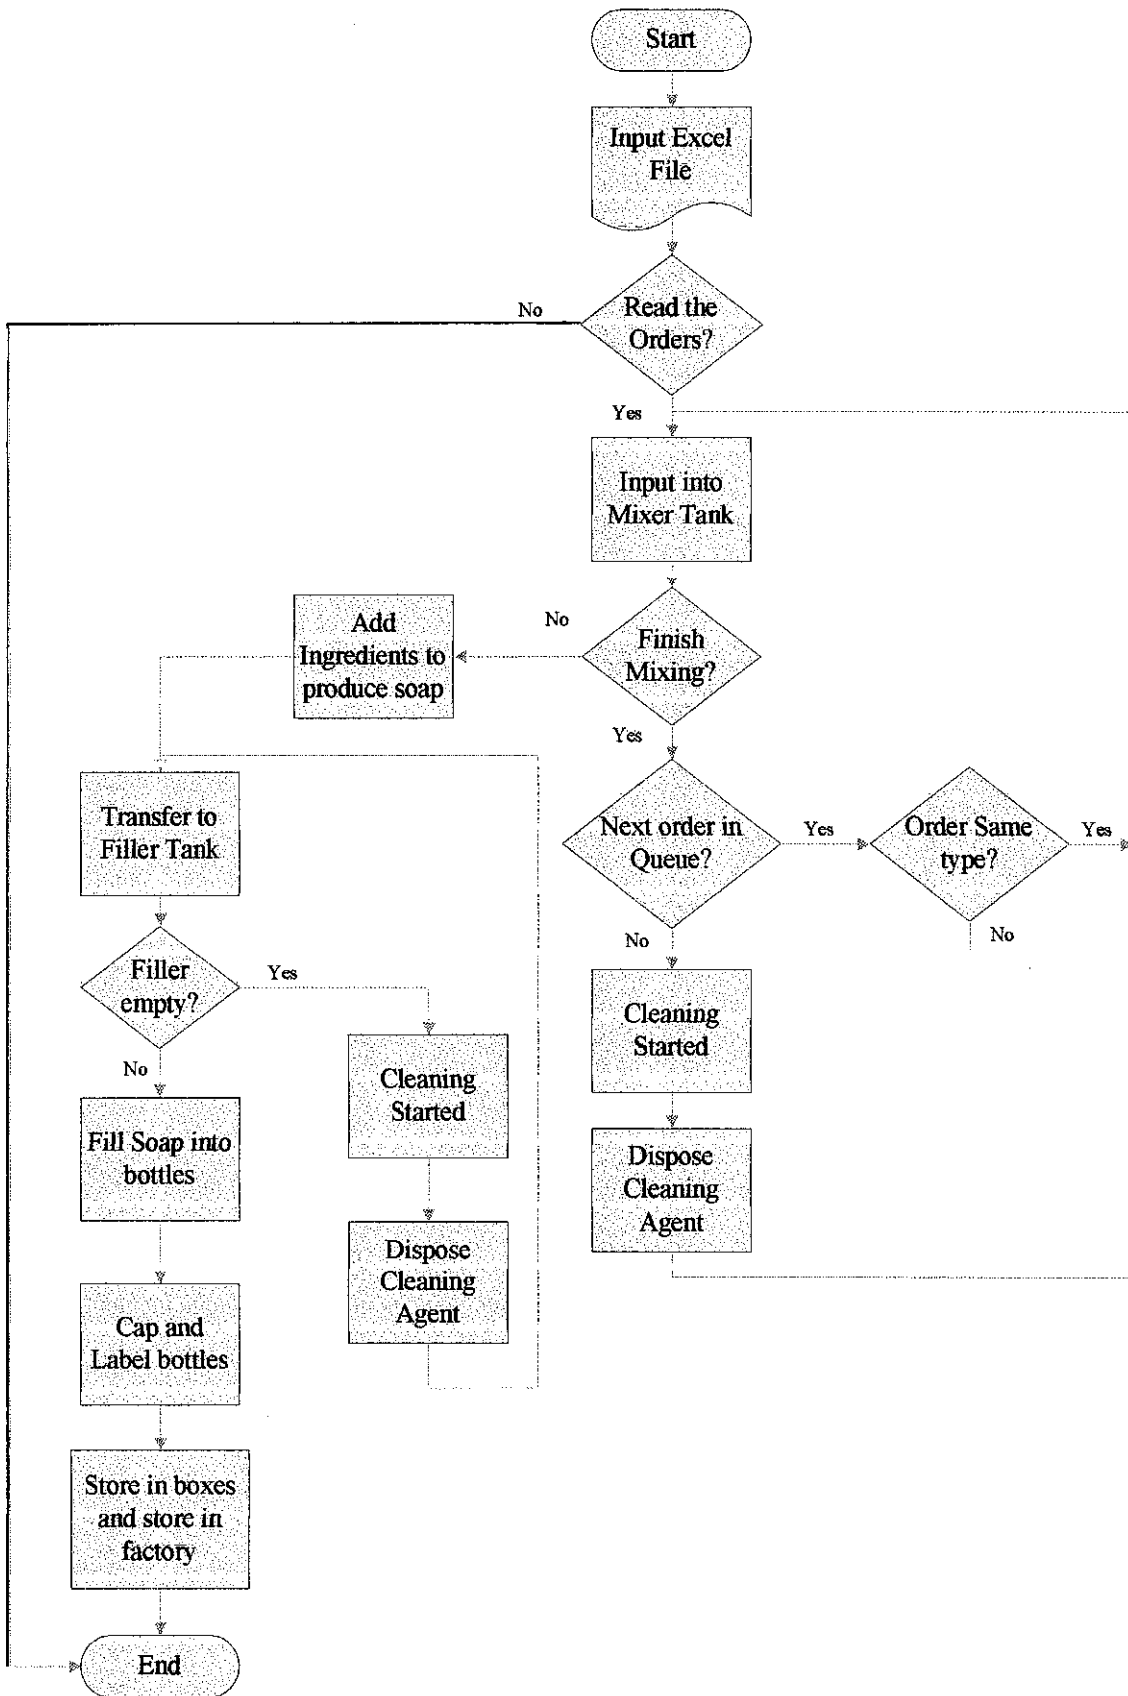 Start
Input Excel
File
No
Read the
Orders?
Yes
Input into
Mixer Tank
Add
Ingredients to
produce soap
No
Finish
Mixing?
Yes
Transfer to
Filler Tank
Next order in
Queue?
Yes
Order Same
type?
Yes
No
No
Filler
empty?
Yes
No
Cleaning
Started
Cleaning
Started
Fill Soap into
bottles
Dispose
Cleaning
Agent
Dispose
Cleaning
Agent
Cap and
Label bottles
Store in boxes
and store in
factory
End